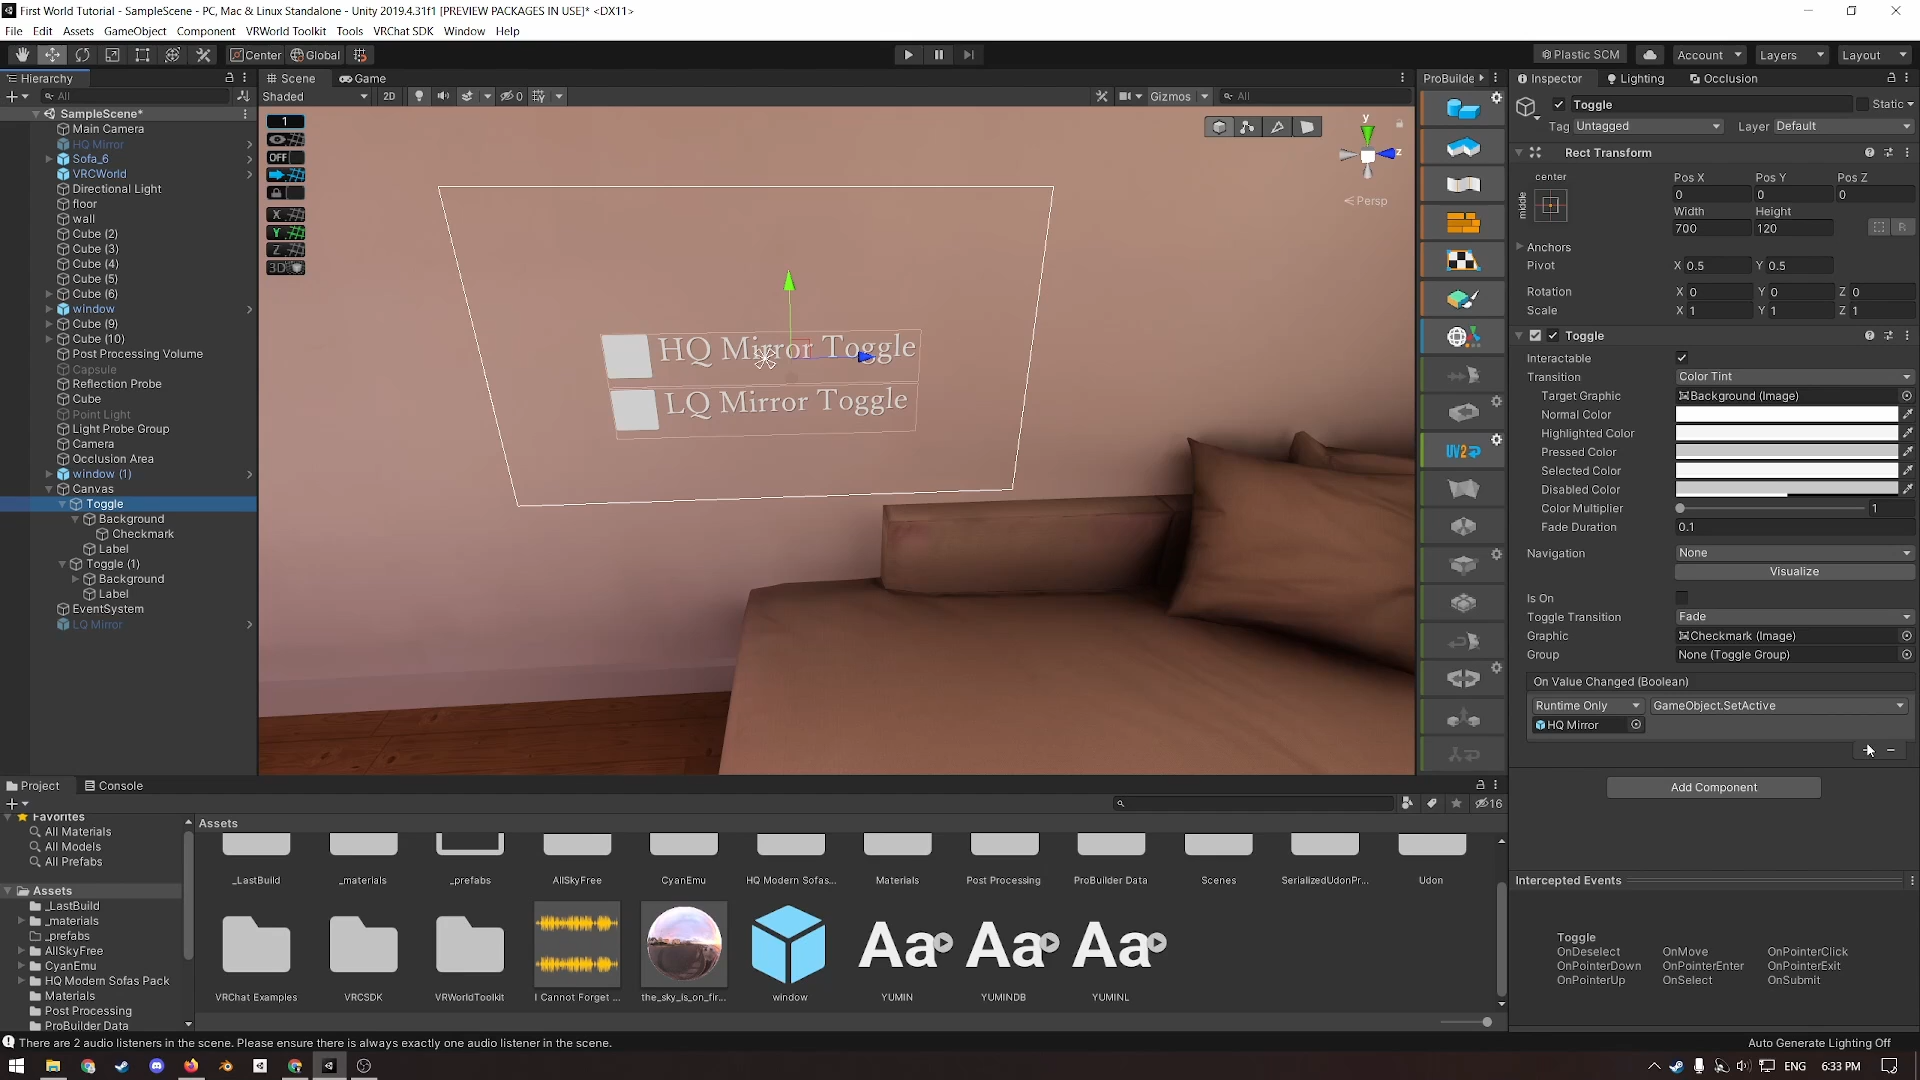 First World Tutorial - SampleScene - PC, Mac & Linux Standalone - Unity 2019.4.31f1 [PREVIEW PACKAGES IN USE]* <DX11>
File Edit Assets GameObject Component VRWorld Toolkit Tools VRChat SDK Window Help
Center Global Plastic SCM Account Layers Layout
Hierarchy
All
SampleScene*
Main Camera
HQ Mirror
Sofa_6
VRCWorld
Directional Light
floor
wall
Cube (2)
Cube (3)
Cube (4)
Cube (5)
Cube (6)
window
Cube (9)
Cube (10)
Post Processing Volume
Capsule
Reflection Probe
Cube
Point Light
Light Probe Group
Camera
Occlusion Area
window (1)
Canvas
Toggle
Background
Checkmark
Label
Toggle (1)
Background
Label
EventSystem
LQ Mirror
Scene Game
Shaded 2D 0 Gizmos All
1
OFF
X
Y
Z
3D
y
z
Persp
HQ Mirror Toggle
LQ Mirror Toggle
ProBuilde
UV2
Inspector Lighting Occlusion
Toggle Static
Tag Untagged Layer Default
Rect Transform
center Pos X Pos Y Pos Z
middle 0 0 0
Width Height
700 120 R
Anchors
Pivot X 0.5 Y 0.5
Rotation X 0 Y 0 Z 0
Scale X 1 Y 1 Z 1
Toggle
Interactable
Transition Color Tint
Target Graphic Background (Image)
Normal Color
Highlighted Color
Pressed Color
Selected Color
Disabled Color
Color Multiplier 1
Fade Duration 0.1
Navigation None
Visualize
Is On
Toggle Transition Fade
Graphic Checkmark (Image)
Group None (Toggle Group)
On Value Changed (Boolean)
Runtime Only GameObject.SetActive
HQ Mirror
Add Component
Intercepted Events
Toggle
OnDeselect OnMove OnPointerClick
OnPointerDown OnPointerEnter OnPointerExit
OnPointerUp OnSelect OnSubmit
Project Console
16
Favorites
All Materials
All Models
All Prefabs
Assets
_LastBuild
_materials
_prefabs
AllSkyFree
CyanEmu
HQ Modern Sofas Pack
Materials
Post Processing
ProBuilder Data
Assets
_LastBuild _materials _prefabs AllSkyFree CyanEmu HQ Modern Sofas... Materials Post Processing ProBuilder Data Scenes SerializedUdonPr... Udon
Aa Aa Aa
VRChat Examples VRCSDK VRWorldToolkit I Cannot Forget ... the_sky_is_on_fir... window YUMIN YUMINDB YUMINL
There are 2 audio listeners in the scene. Please ensure there is always exactly one audio listener in the scene.
Auto Generate Lighting Off
ENG 6:33 PM